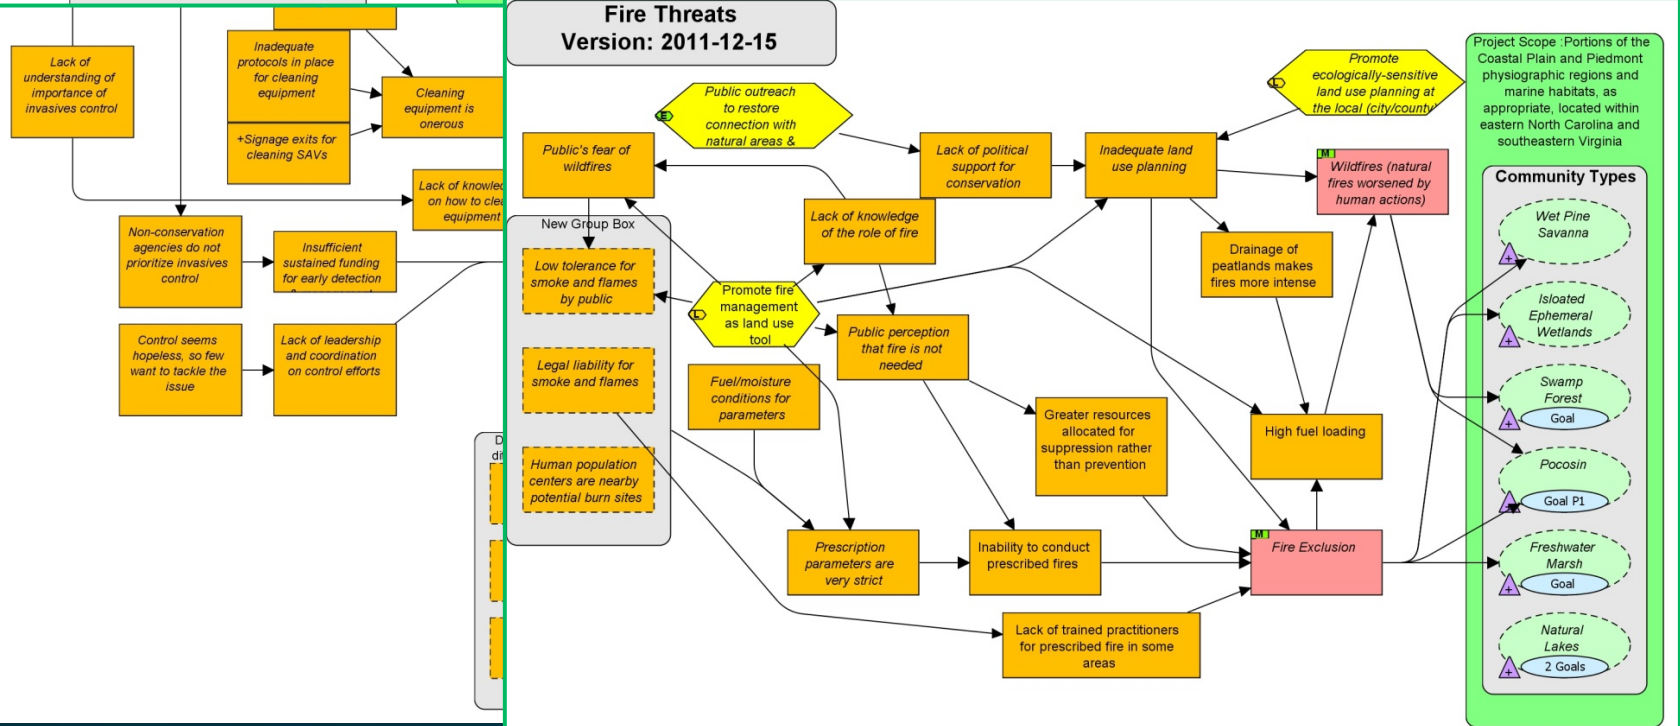 Lack of
understanding of
importance of
invasives control
Inadequate
protocols in place
for cleaning
equipment
+Signage exits for
cleaning SAVs
Cleaning
equipment is
onerous
Lack of
on how to
equipment
Non-conservation
agencies do not
prioritize invasives
control
Insufficient
sustained funding
for early detection
Control seems
hopeless, so few
want to tackle the
issue
Lack of leadership
and coordination
on control efforts
Fire Threats
Version: 2011-12-15
Public outreach
to restore
connection with
natural areas &
E
Promote
ecologically-sensitive
land use planning at
the local (city/county)
L
Public's fear of
wildfires
Lack of political
support for
conservation
Inadequate land
use planning
M
Wildfires (natural
fires worsened by
human actions)
Lack of knowledge
of the role of fire
New Group Box
Low tolerance for
smoke and flames
by public
Legal liability for
smoke and flames
Human population
centers are nearby
potential burn sites
Promote fire
management
as land use
tool
L
Drainage of
peatlands makes
fires more intense
Public perception
that fire is not
needed
Fuel/moisture
conditions for
parameters
Greater resources
allocated for
suppression rather
than prevention
High fuel loading
Prescription
parameters are
very strict
Inability to conduct
prescribed fires
M
Fire Exclusion
Lack of trained practitioners
for prescribed fire in some
areas
Project Scope :Portions of the
Coastal Plain and Piedmont
physiographic regions and
marine habitats, as
appropriate, located within
eastern North Carolina and
southeastern Virginia
Community Types
Wet Pine
Savanna
+
Isloated
Ephemeral
Wetlands
+
Swamp
Forest
Goal
+
Pocosin
Goal P1
+
Freshwater
Marsh
Goal
+
Natural
Lakes
2 Goals
+